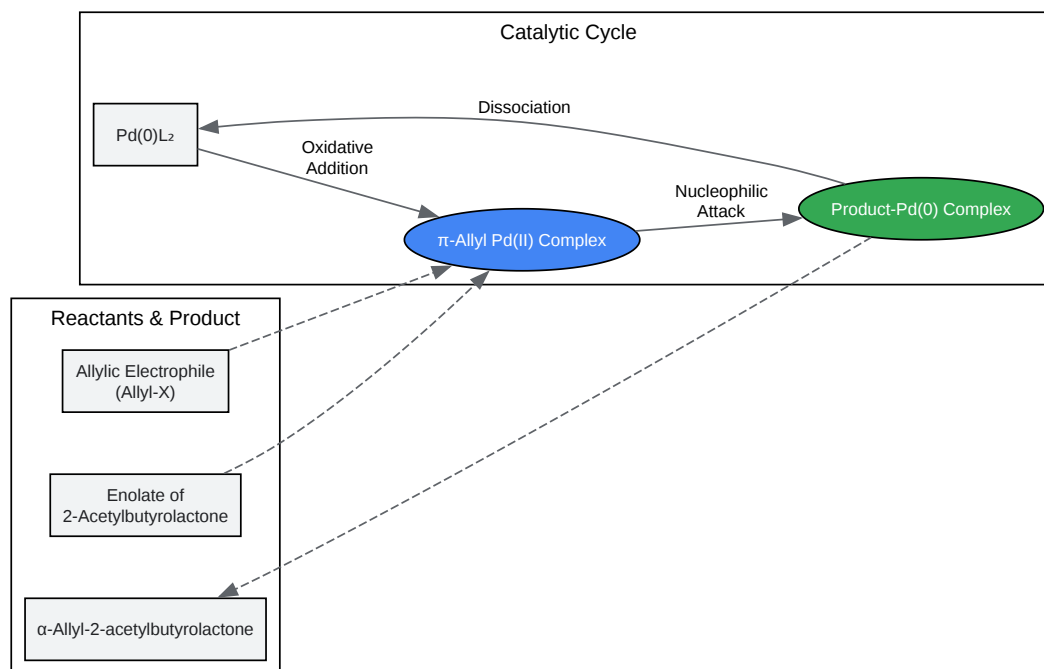 Catalytic Cycle
Dissociation
Pd(0)L₂
Oxidative
Addition
Nucleophilic
Attack
Product-Pd(0) Complex
π-Allyl Pd(II) Complex
Reactants & Product
Allylic Electrophile
(Allyl-X)
Enolate of
2-Acetylbutyrolactone
α-Allyl-2-acetylbutyrolactone